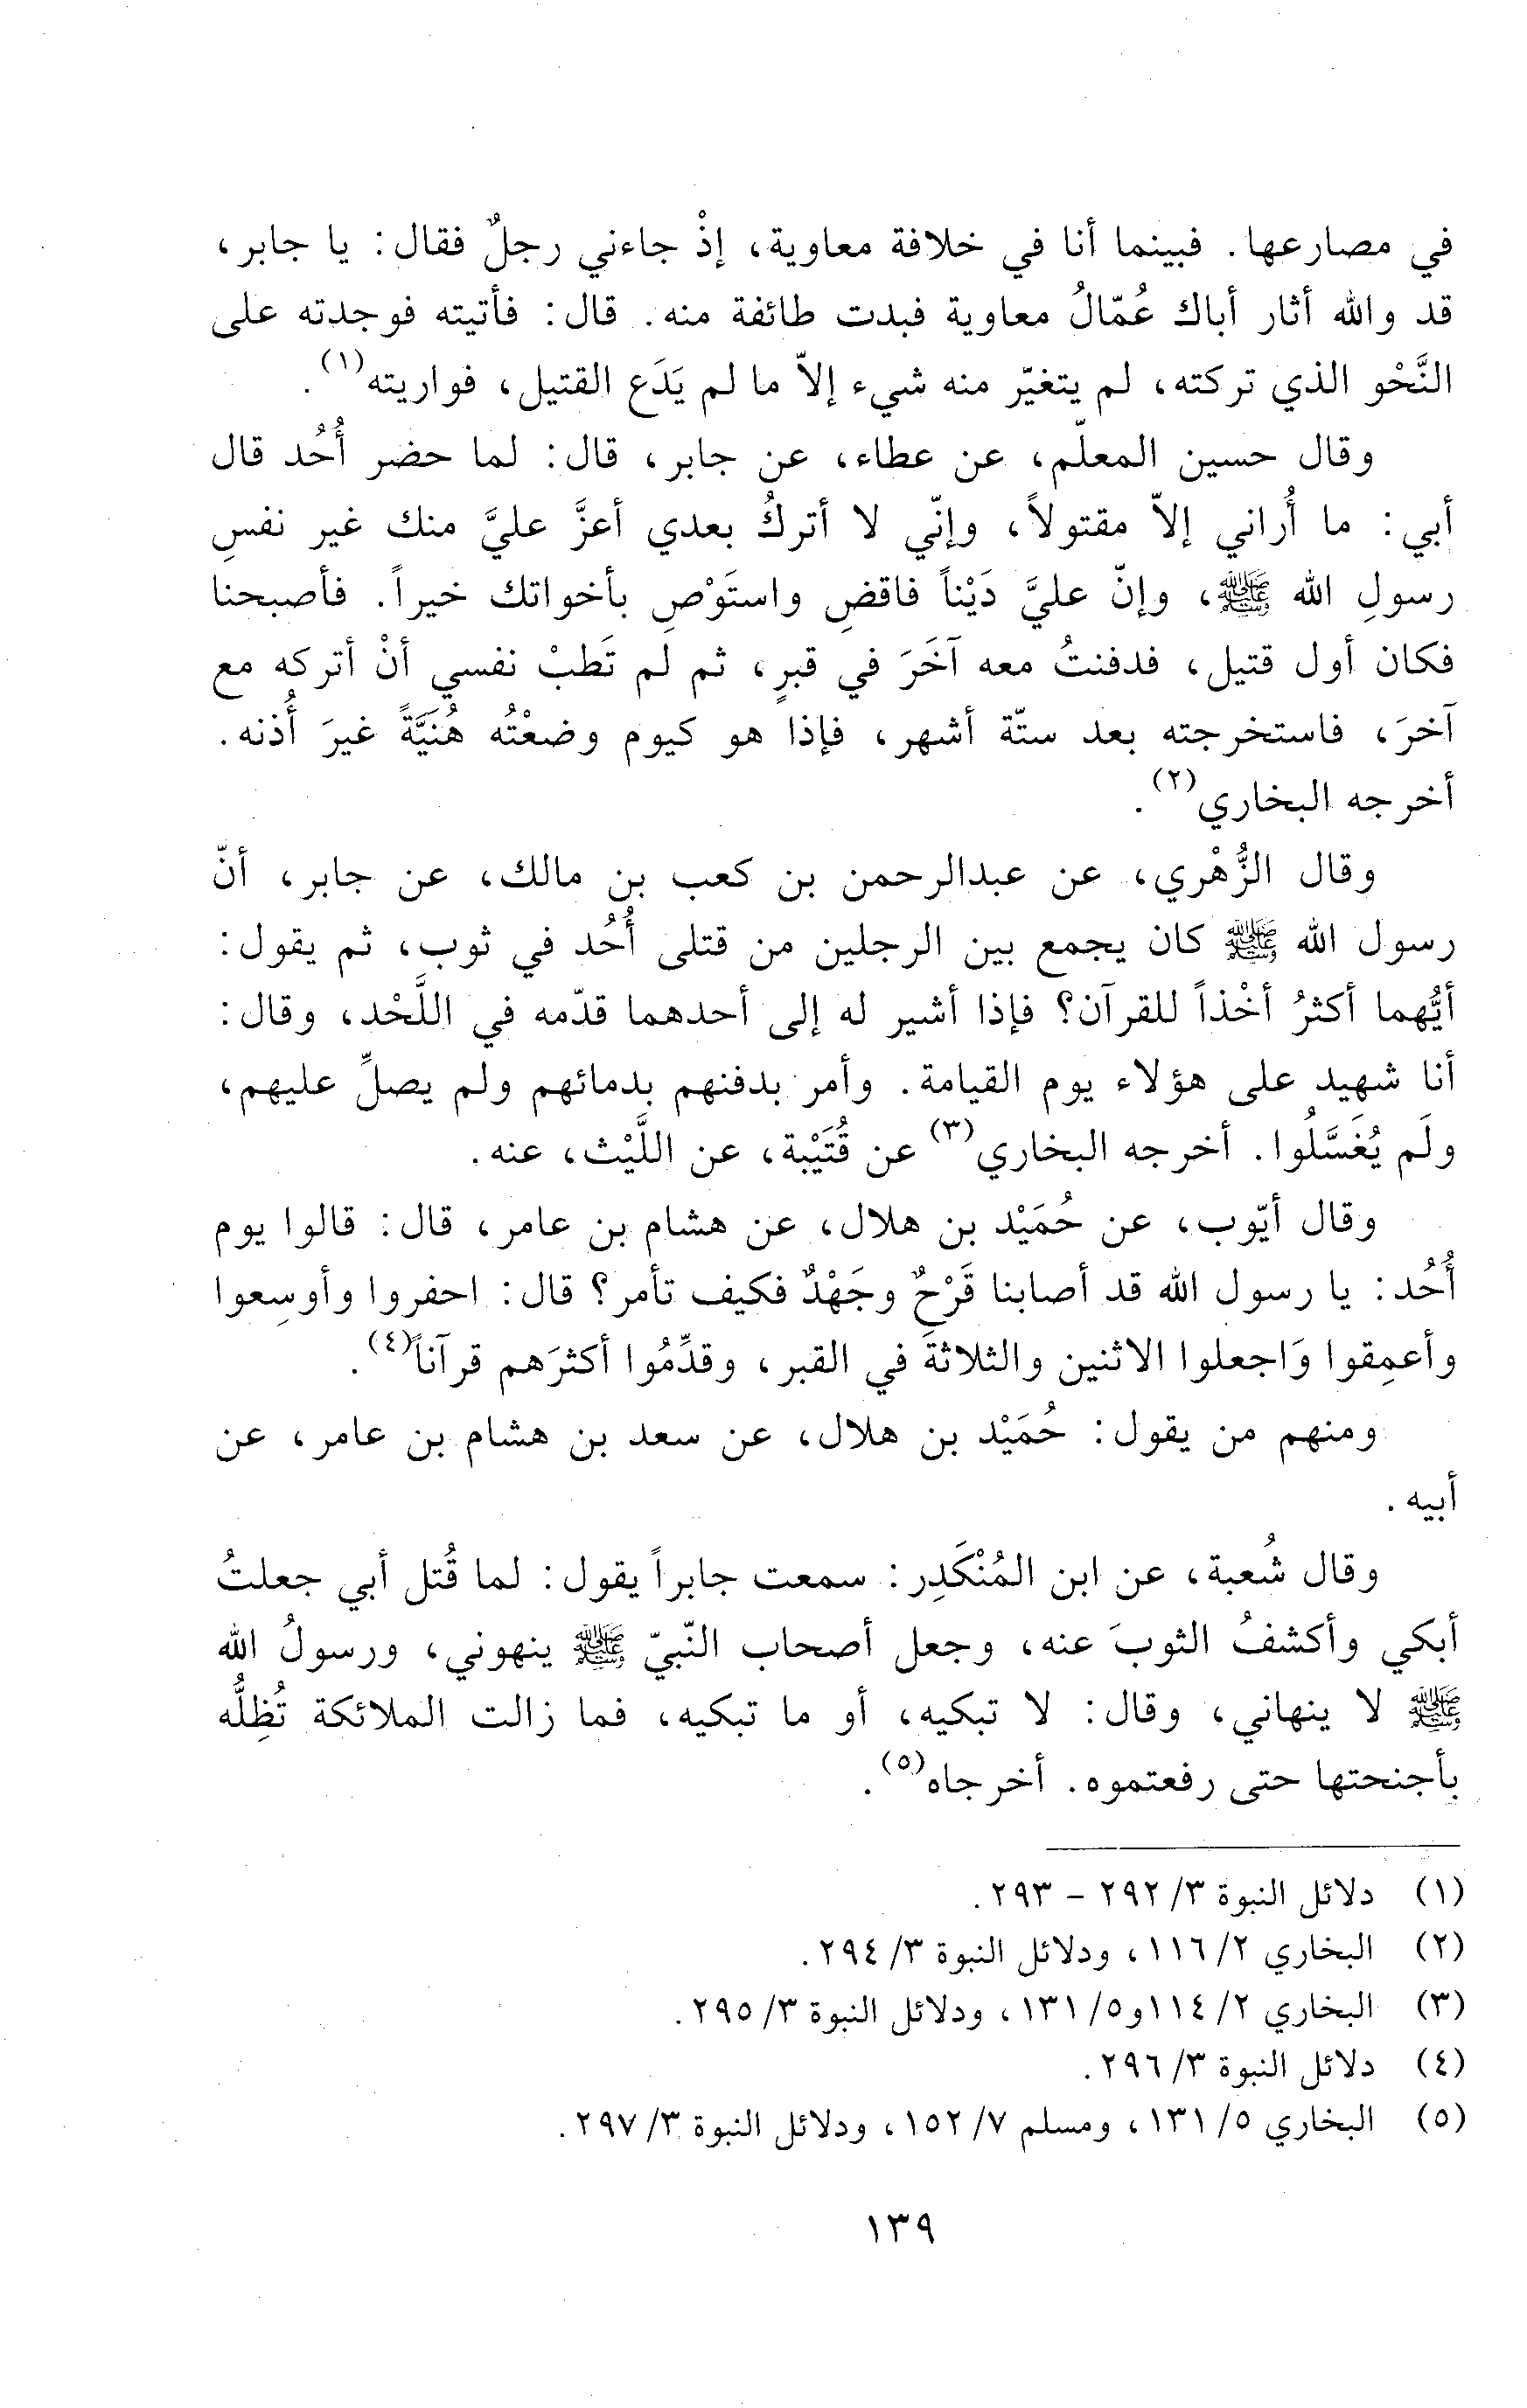 في مصارعها. فبينما أنا في خلافة معاوية، إذْ جاءني رجلٌ فقال: يا جابر،
قد والله أثار أباك عُمّالُ معاوية فبدت طائفة منه. قال: فأتيته فوجدته على
النَّحْو الذي تركته، لم يتغيّر منه شيء إلاّ ما لم يَدَع القتيل، فواريته(١).
وقال حسين المعلّم، عن عطاء، عن جابر، قال: لما حضر أُحُد قال
أبي: ما أُراني إلاّ مقتولاً، وإنّي لا أتركُ بعدي أعزَّ عليَّ منك غير نفسِ
رسولِ الله ﷺ، وإنّ عليَّ دَيْناً فاقضِ واستَوْصِ بأخواتك خيراً. فأصبحنا
فكان أول قتيل، فدفنتُ معه آخَرَ في قبرٍ، ثم لم تَطبْ نفسي أنْ أتركه مع
آخرَ، فاستخرجته بعد ستّة أشهر، فإذا هو كيوم وضعْتُه هُنَيَّةً غيرَ أُذنه.
أخرجه البخاري(٢).
وقال الزُّهْري، عن عبدالرحمن بن كعب بن مالك، عن جابر، أنّ
رسول الله ﷺ كان يجمع بين الرجلين من قتلى أُحُد في ثوب، ثم يقول:
أيُّهما أكثرُ أخْذاً للقرآن؟ فإذا أشير له إلى أحدهما قدّمه في اللَّحْد، وقال:
أنا شهيد على هؤلاء يوم القيامة. وأمر بدفنهم بدمائهم ولم يصلِّ عليهم،
ولَم يُغَسَّلُوا. أخرجه البخاري(٣) عن قُتَيْبة، عن اللَّيْث، عنه.
وقال أيّوب، عن حُمَيْد بن هلال، عن هشام بن عامر، قال: قالوا يوم
أُحُد: يا رسول الله قد أصابنا قَرْحٌ وجَهْدٌ فكيف تأمر؟ قال: احفروا وأوسِعوا
وأعمِقوا وَاجعلوا الاثنين والثلاثةَ في القبر، وقدِّمُوا أكثرَهم قرآناً(٤).
ومنهم من يقول: حُمَيْد بن هلال، عن سعد بن هشام بن عامر، عن
أبيه.
وقال شُعبة، عن ابن المُنْكَدِر: سمعت جابراً يقول: لما قُتل أبي جعلتُ
أبكي وأكشفُ الثوبَ عنه، وجعل أصحاب النّبيّ ﷺ ينهوني، ورسولُ الله
ﷺ لا ينهاني، وقال: لا تبكيه، أو ما تبكيه، فما زالت الملائكة تُظِلُّه
بأجنحتها حتى رفعتموه. أخرجاه(٥).
(١) دلائل النبوة ٣/ ٢٩٢ - ٢٩٣.
(٢) البخاري ٢/ ١١٦، ودلائل النبوة ٣/ ٢٩٤.
(٣) البخاري ٢/ ١١٤و٥/ ١٣١، ودلائل النبوة ٣/ ٢٩٥.
(٤) دلائل النبوة ٣/ ٢٩٦.
(٥) البخاري ٥/ ١٣١، ومسلم ٧/ ١٥٢، ودلائل النبوة ٣/ ٢٩٧.
١٣٩